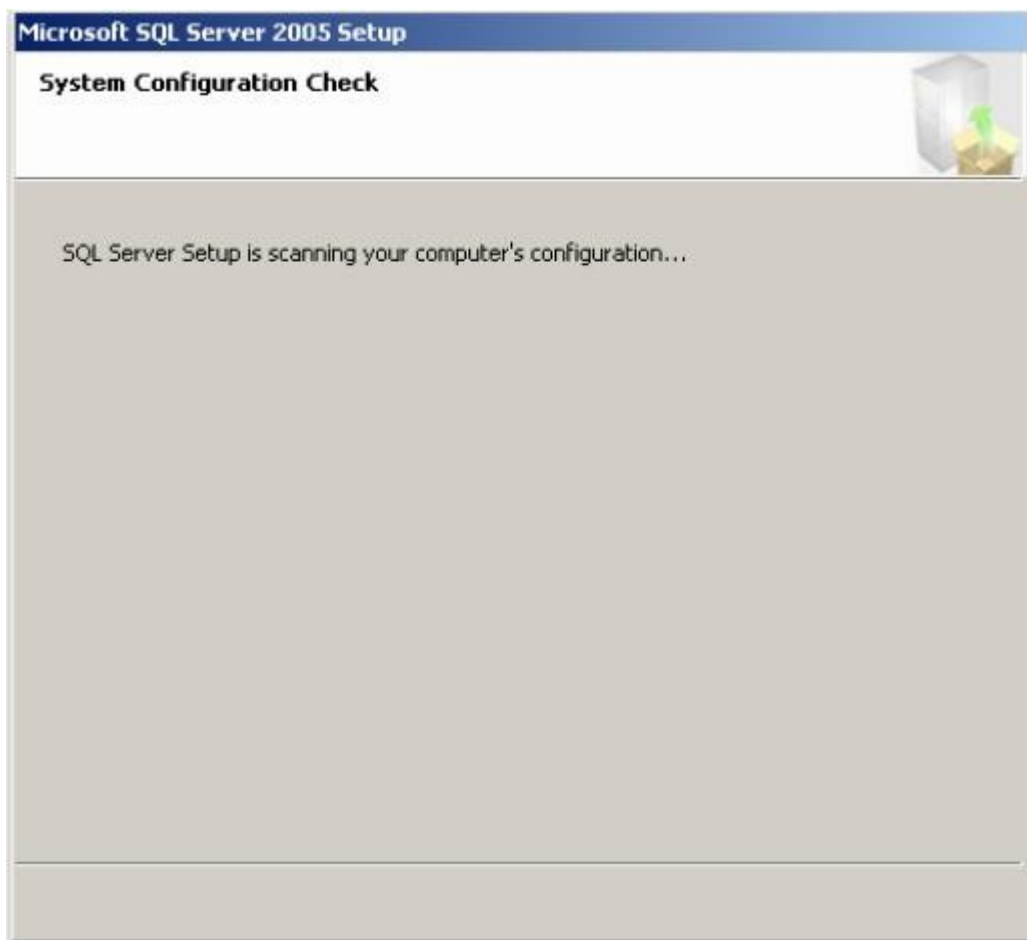 Microsoft SQL Server 2005 Setup
System Configuration Check
SQL Server Setup is scanning your computer's configuration...